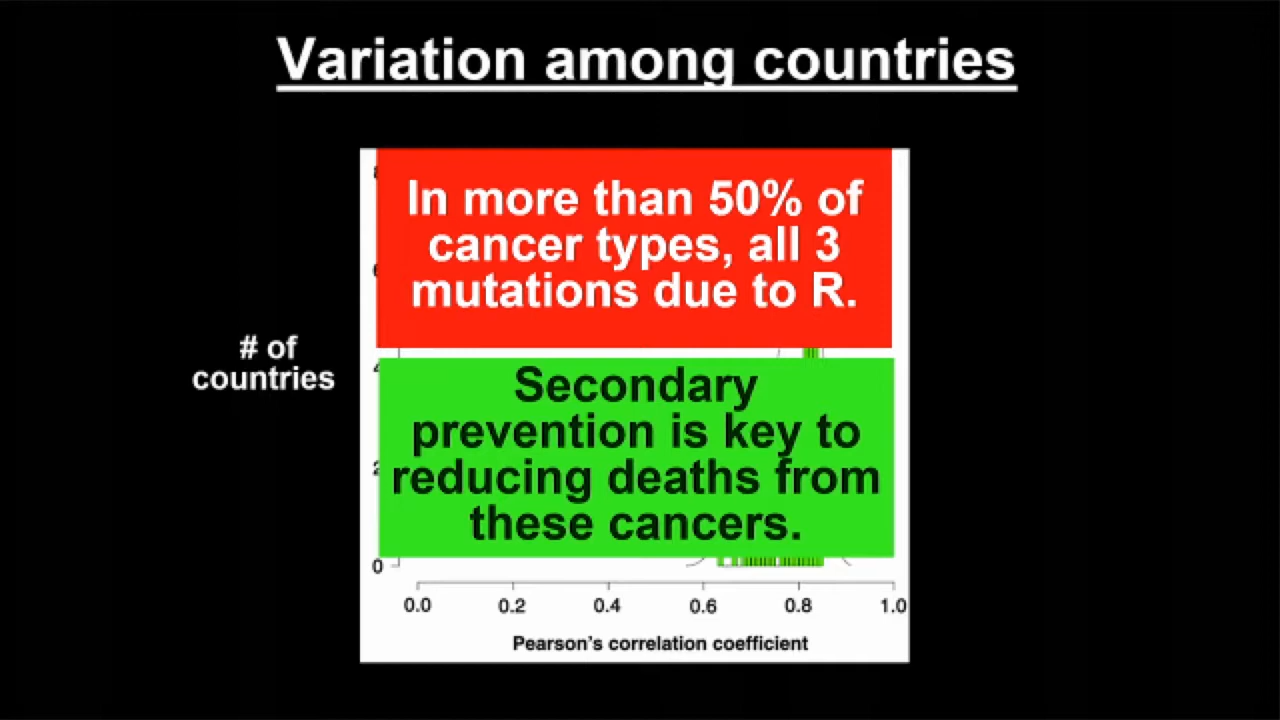 Variation among countries
In more than 50% of
cancer types, all 3
mutations due to R.
# of
countries
Secondary
prevention is key to
reducing deaths from
these cancers.
0
0.0 0.2 0.4 0.6 0.8 1.0
Pearson's correlation coefficient